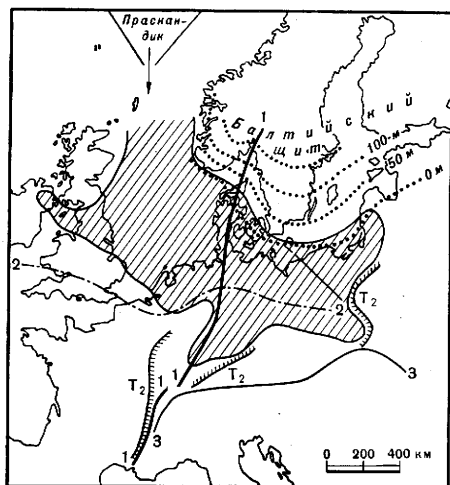 Праскан-
дик
Балтийский
щит
1
100-м
50 м
0 м
2
2
T₂
T₂
T₂
1
1
3
3
1
0 200 400 км